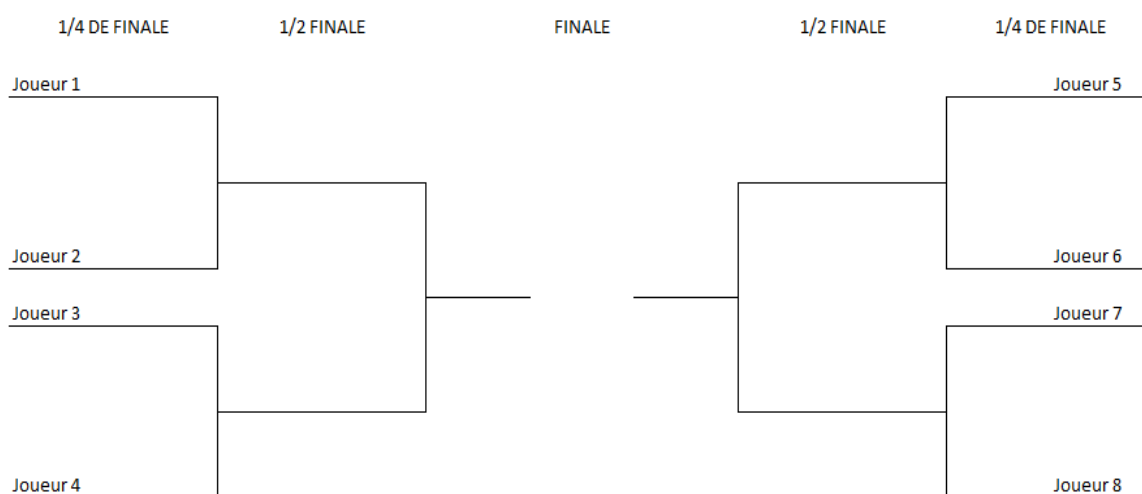 1/4 DE FINALE 1/2 FINALE FINALE 1/2 FINALE 1/4 DE FINALE
Joueur 1 Joueur 5
Joueur 2 Joueur 6
Joueur 3 Joueur 7
Joueur 4 Joueur 8